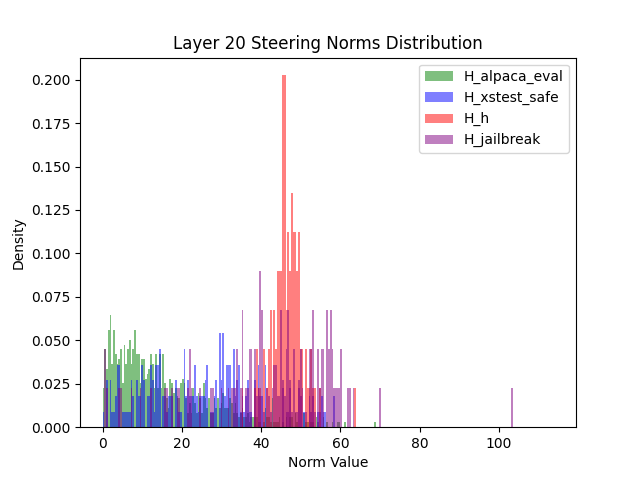 Layer 20 Steering Norms Distribution
H_alpaca_eval
H_xstest_safe
H_h
H_jailbreak
Density
0.200
0.175
0.150
0.125
0.100
0.075
0.050
0.025
0.000
0 20 40 60 80 100
Norm Value